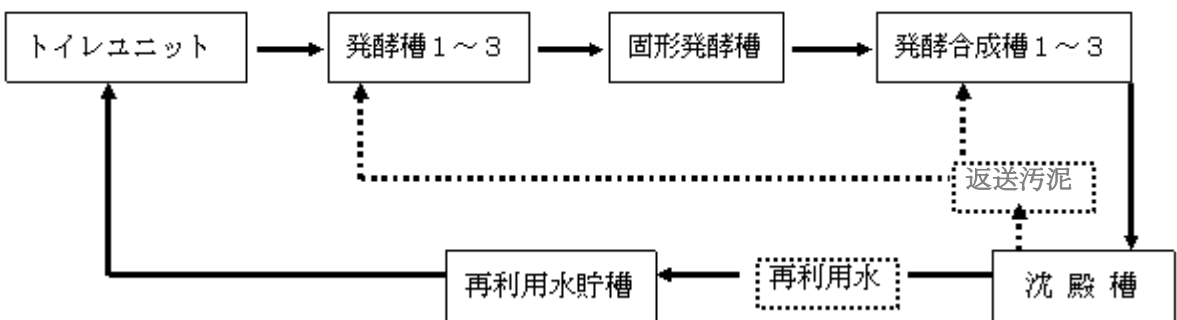 トイレユニット
発酵槽１～３
固形発酵槽
発酵合成槽１～３
返送汚泥
再利用水貯槽
再利用水
沈 殿 槽